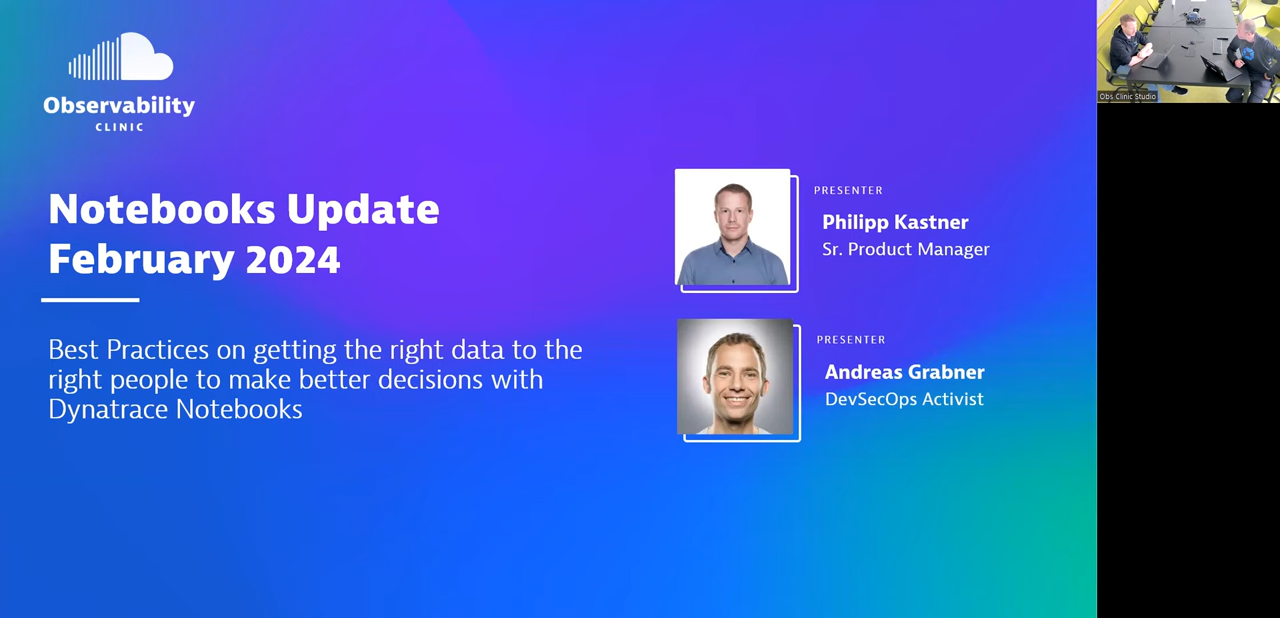 Observability
CLINIC
Notebooks Update
February 2024
Best Practices on getting the right data to the
right people to make better decisions with
Dynatrace Notebooks
PRESENTER
Philipp Kastner
Sr. Product Manager
PRESENTER
Andreas Grabner
DevSecOps Activist
Obs Clinic Studio